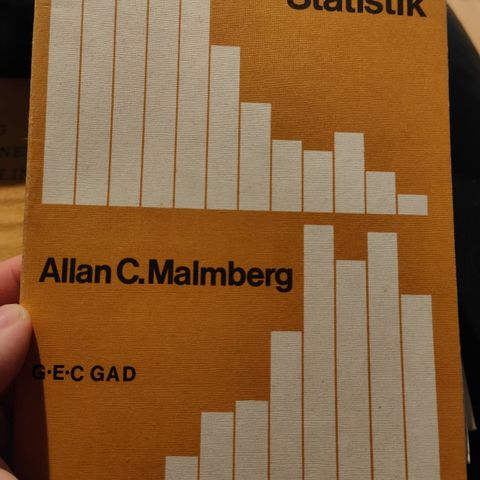 Statistik
Allan C. Malmberg
G·E·C GAD